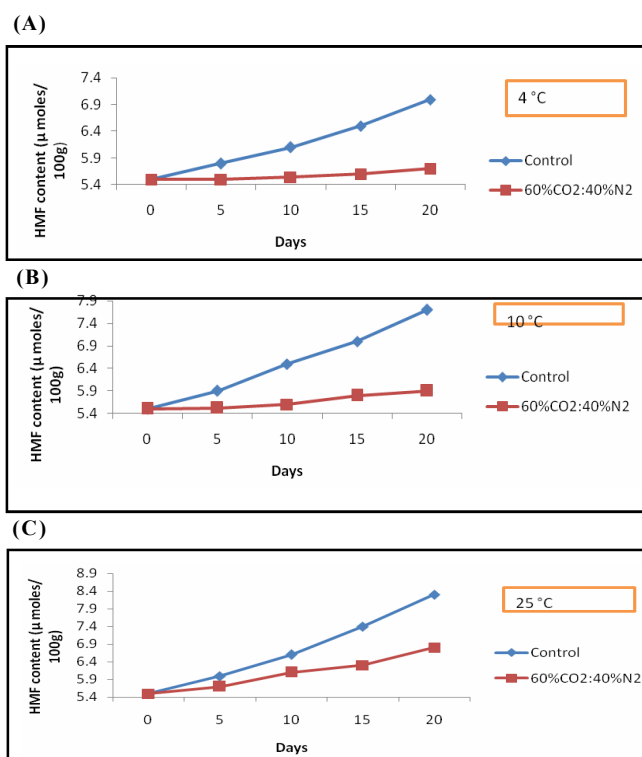 (A)
7.4
6.9
6.4
5.9
5.4
HMF content (µ moles/
100g)
0 5 10 15 20
Days
4 °C
Control
60%CO2:40%N2
(B)
7.9
7.4
6.9
6.4
5.9
5.4
HMF content (µ moles/
100g)
0 5 10 15 20
Days
10 °C
Control
60%CO2:40%N2
(C)
8.9
8.4
7.9
7.4
6.9
6.4
5.9
5.4
HMF content (µ moles/
100g)
0 5 10 15 20
Days
25 °C
Control
60%CO2:40%N2